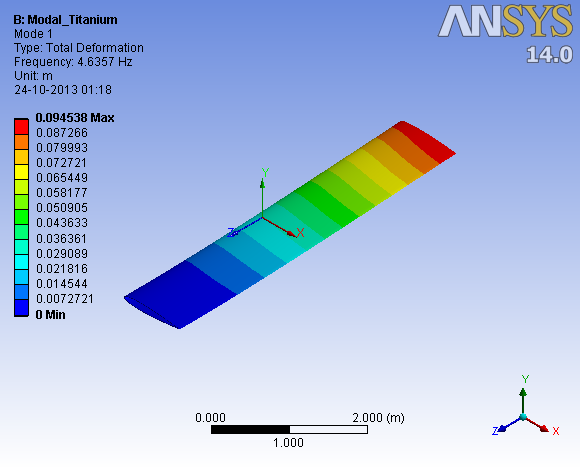 B: Modal_Titanium
Mode 1
Type: Total Deformation
Frequency: 4.6357 Hz
Unit: m
24-10-2013 01:18
ANSYS
14.0
0.094538 Max
0.087266
0.079993
0.072721
0.065449
0.058177
0.050905
0.043633
0.036361
0.029089
0.021816
0.014544
0.0072721
0 Min
Y
Z
X
0.000
2.000 (m)
1.000
Y
Z
X